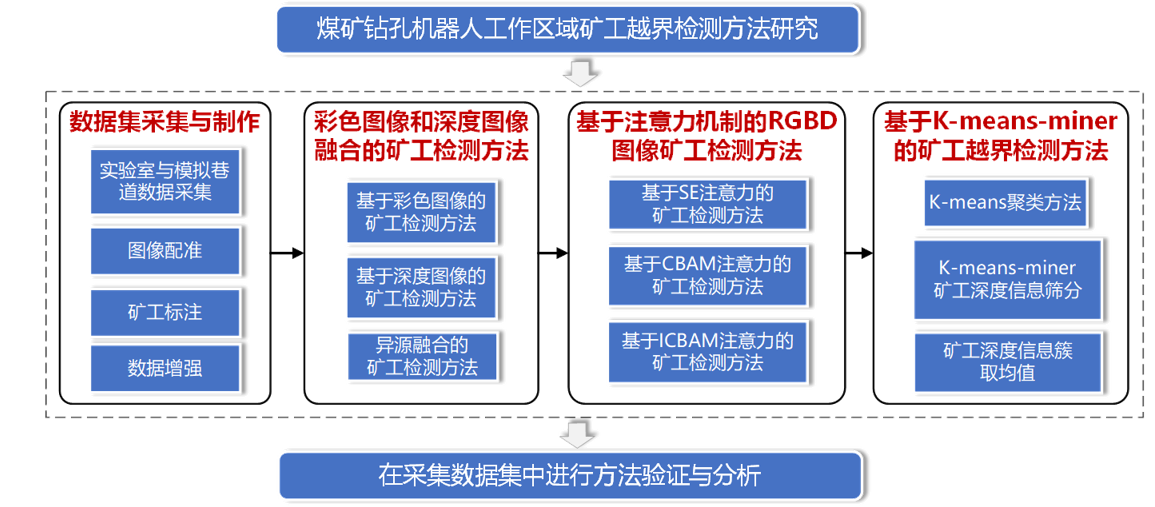 煤矿钻孔机器人工作区域矿工越界检测方法研究
数据集采集与制作
实验室与模拟巷
道数据采集
图像配准
矿工标注
数据增强
彩色图像和深度图像
融合的矿工检测方法
基于彩色图像的
矿工检测方法
基于深度图像的
矿工检测方法
异源融合的
矿工检测方法
基于注意力机制的RGBD
图像矿工检测方法
基于SE注意力的
矿工检测方法
基于CBAM注意力的
矿工检测方法
基于ICBAM注意力的
矿工检测方法
基于K-means-miner
的矿工越界检测方法
K-means聚类方法
K-means-miner
矿工深度信息筛分
矿工深度信息簇
取均值
在采集数据集中进行方法验证与分析